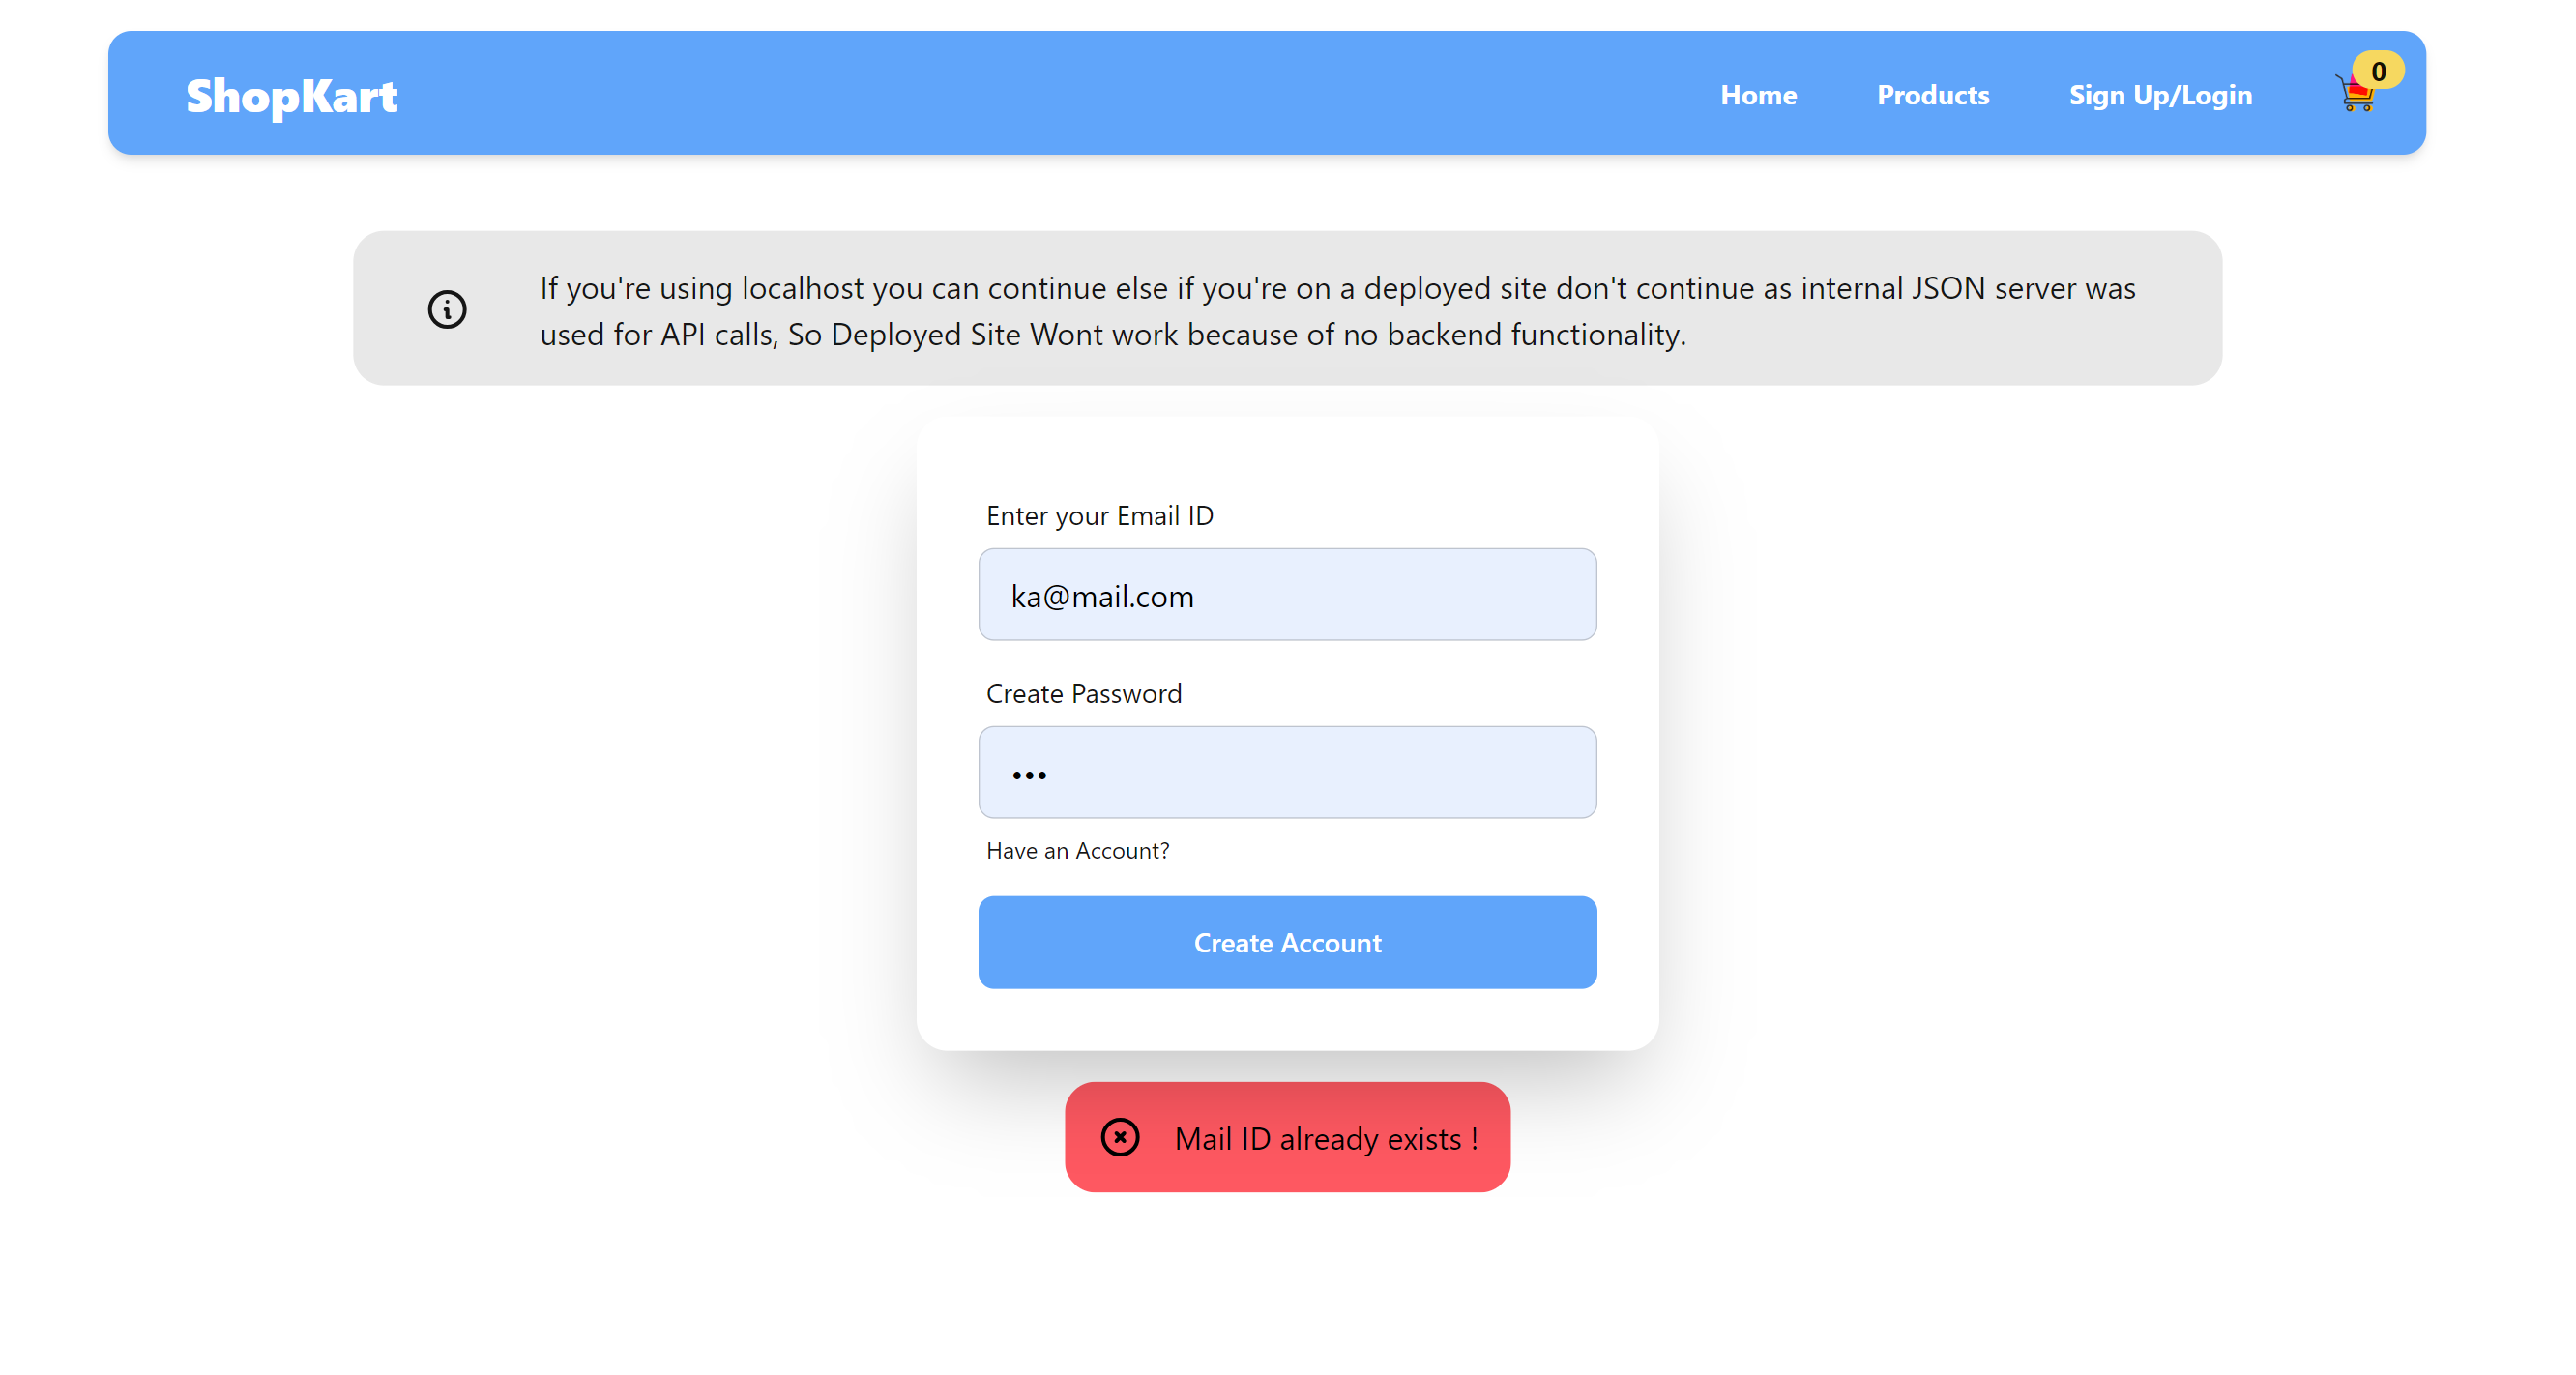 ShopKart
Home
Products
Sign Up/Login
0
If you're using localhost you can continue else if you're on a deployed site don't continue as internal JSON server was
used for API calls, So Deployed Site Wont work because of no backend functionality.
Enter your Email ID
ka@mail.com
Create Password
•••
Have an Account?
Create Account
Mail ID already exists !